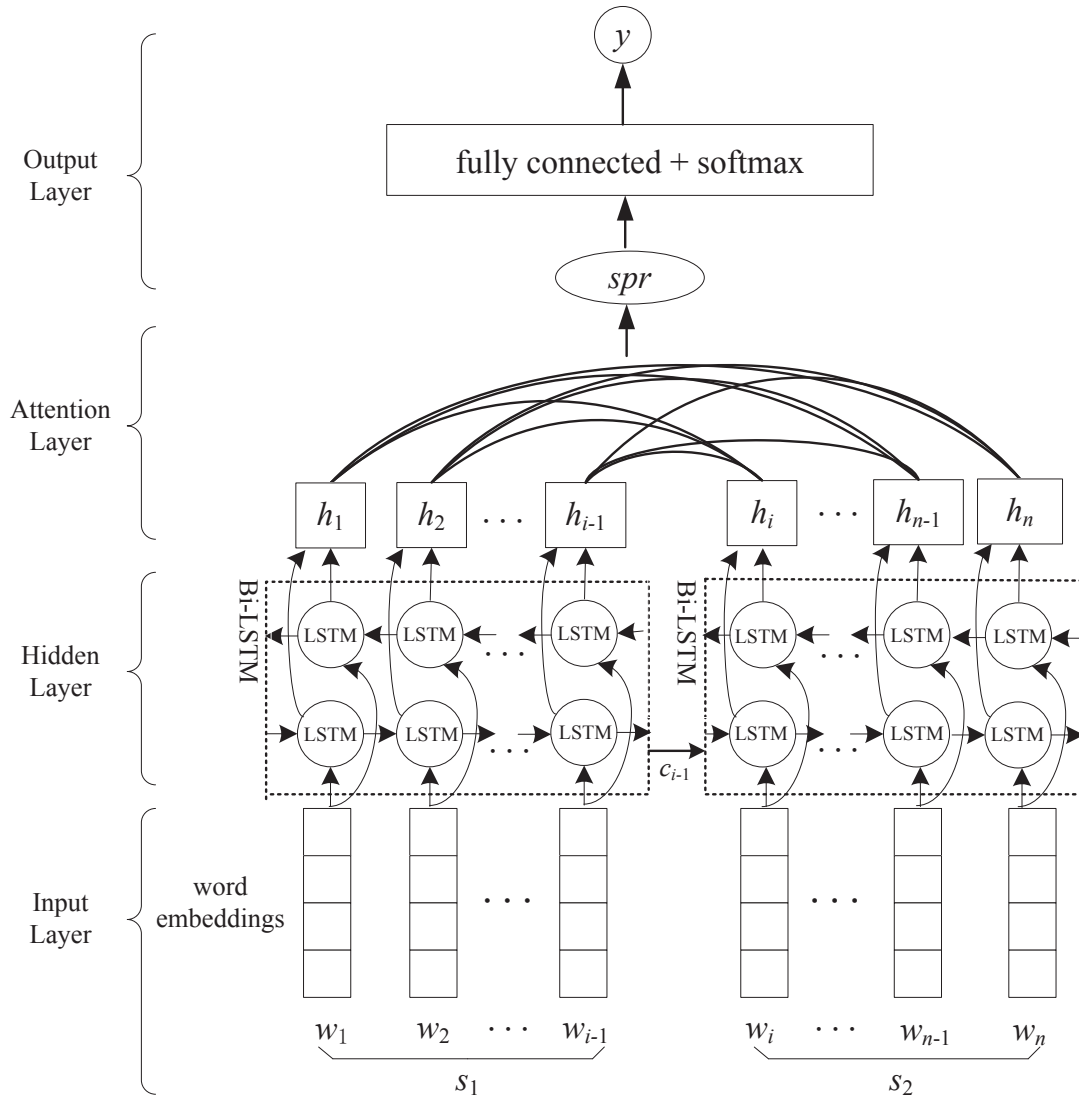 y
Output
Layer
fully connected + softmax
spr
Attention
Layer
h1 h2 ... hi-1 hi ... hn-1 hn
Hidden
Layer
Bi-LSTM
LSTM LSTM ... LSTM
LSTM LSTM ... LSTM
Bi-LSTM
LSTM ... LSTM LSTM
LSTM ... LSTM LSTM
ci-1
Input
Layer
word
embeddings
... ...
w1 w2 ... wi-1 wi ... wn-1 wn
s1 s2